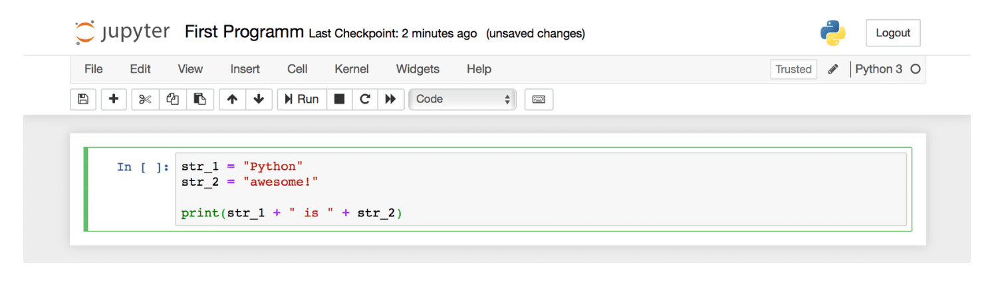 jupyter First Programm Last Checkpoint: 2 minutes ago (unsaved changes) Logout
File Edit View Insert Cell Kernel Widgets Help Trusted Python 3
Run Code
In [ ]: str_1 = "Python"
str_2 = "awesome!"
print(str_1 + " is " + str_2)